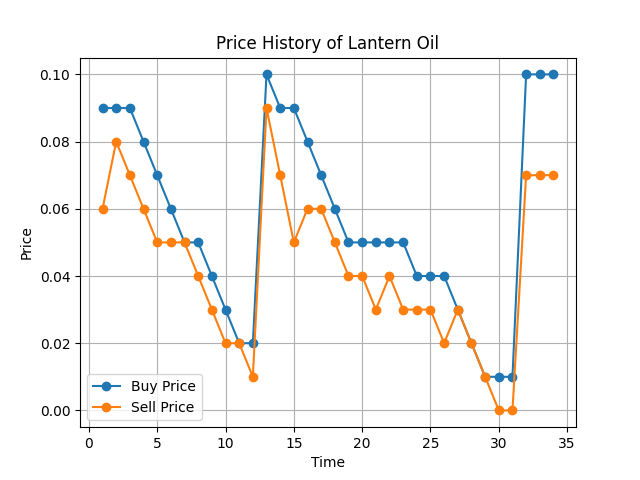 Price History of Lantern Oil
0.10
0.08
0.06
0.04
0.02
0.00
Price
Buy Price
Sell Price
0 5 10 15 20 25 30 35
Time